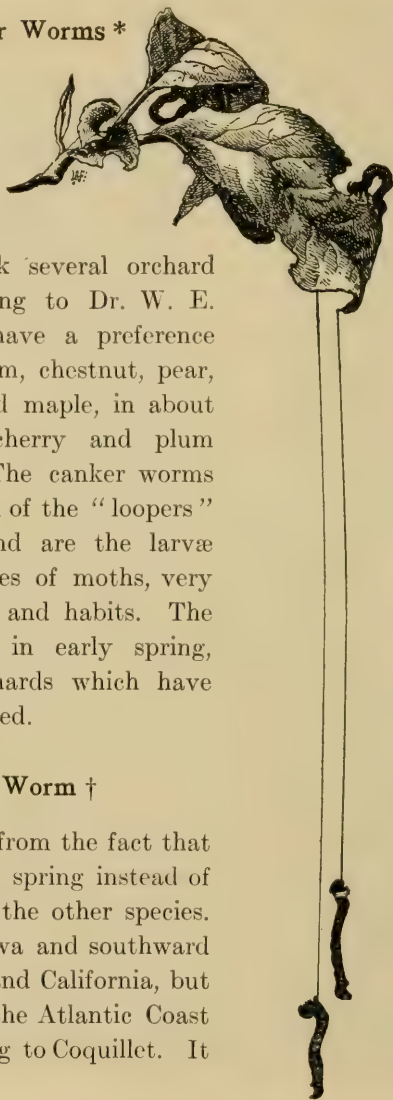 r Worms *
k several orchard
ng to Dr. W. E.
have a preference
m, chestnut, pear,
d maple, in about
cherry and plum
The canker worms
of the “loopers”
nd are the larvæ
es of moths, very
and habits. The
in early spring,
hards which have
ed.
Worm †
from the fact that
spring instead of
the other species.
wa and southward
and California, but
he Atlantic Coast
g to Coquillet. It